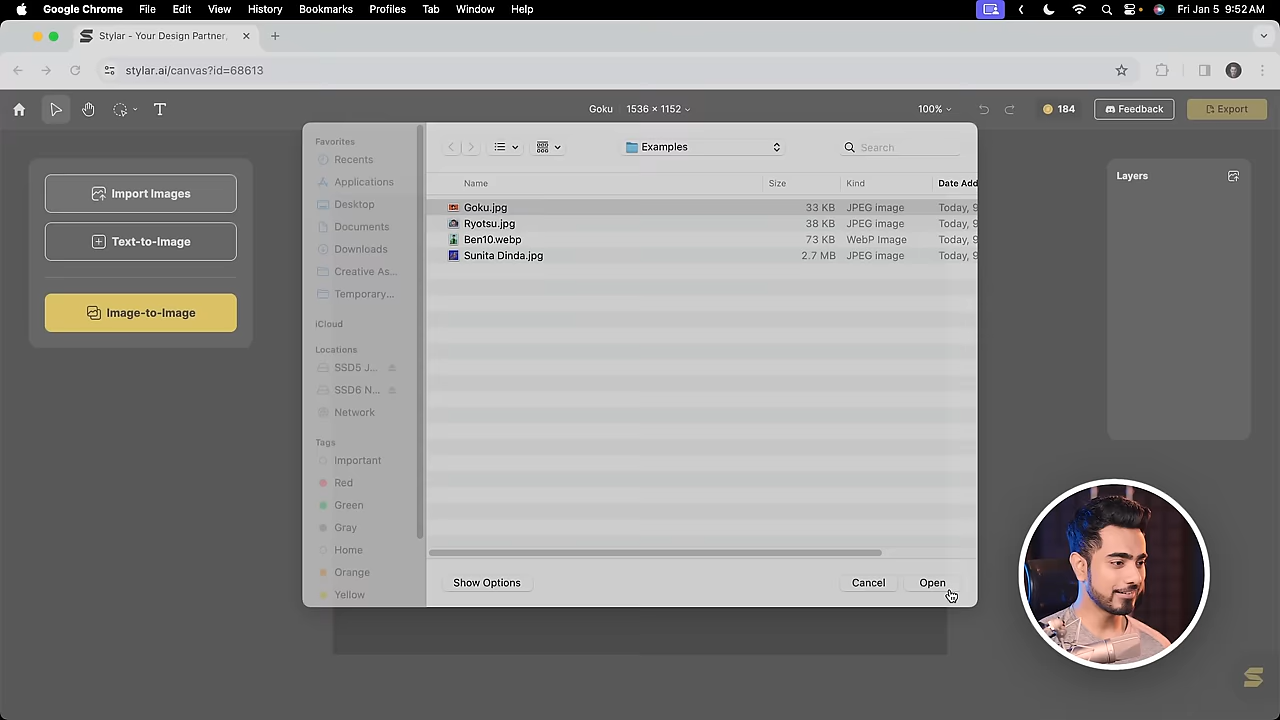 Google Chrome File Edit View History Bookmarks Profiles Tab Window Help Fri Jan 5 9:52 AM
Stylar - Your Design Partner,
stylar.ai/canvas?id=68613
T Goku 1536 × 1152 100% 184 Feedback Export
Import Images
Text-to-Image
Image-to-Image
Favorites
Recents
Applications
Desktop
Documents
Downloads
Creative As...
Temporary...
iCloud
Locations
SSD5 J...
SSD6 N...
Network
Tags
Important
Red
Green
Gray
Home
Orange
Yellow
Examples Search
Name Size Kind Date Add
Goku.jpg 33 KB JPEG image Today, 9
Ryotsu.jpg 38 KB JPEG image Today, 9
Ben10.webp 73 KB WebP Image Today, 9
Sunita Dinda.jpg 2.7 MB JPEG image Today, 9
Show Options Cancel Open
Layers